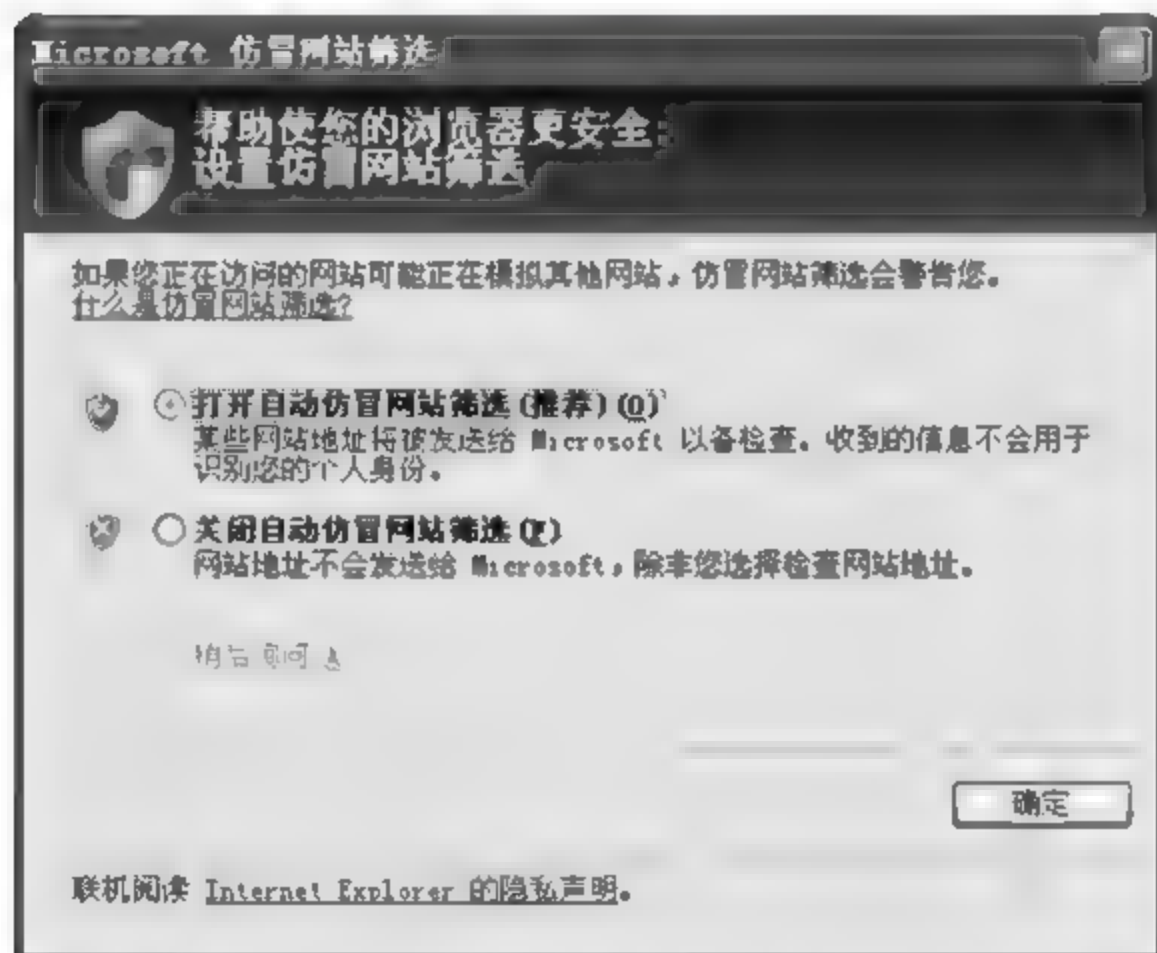 Microsoft 仿冒网站筛选
帮助使您的浏览器更安全:
设置仿冒网站筛选
如果您正在访问的网站可能正在模拟其他网站，仿冒网站筛选会警告您。
什么是仿冒网站筛选?
打开自动仿冒网站筛选(推荐)(O)
某些网站地址将被发送给 Microsoft 以备检查。收到的信息不会用于
识别您的个人身份。
关闭自动仿冒网站筛选(F)
网站地址不会发送给 Microsoft，除非您选择检查网站地址。
确定
联机阅读 Internet Explorer 的隐私声明。